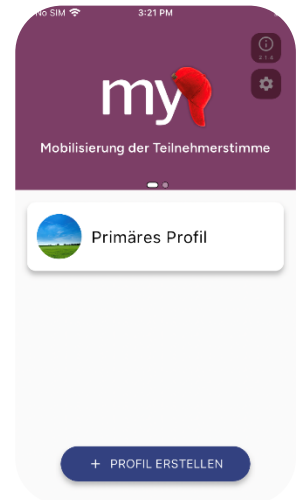 No SIM 3:21 PM
my
Mobilisierung der Teilnehmerstimme
Primäres Profil
+ PROFIL ERSTELLEN